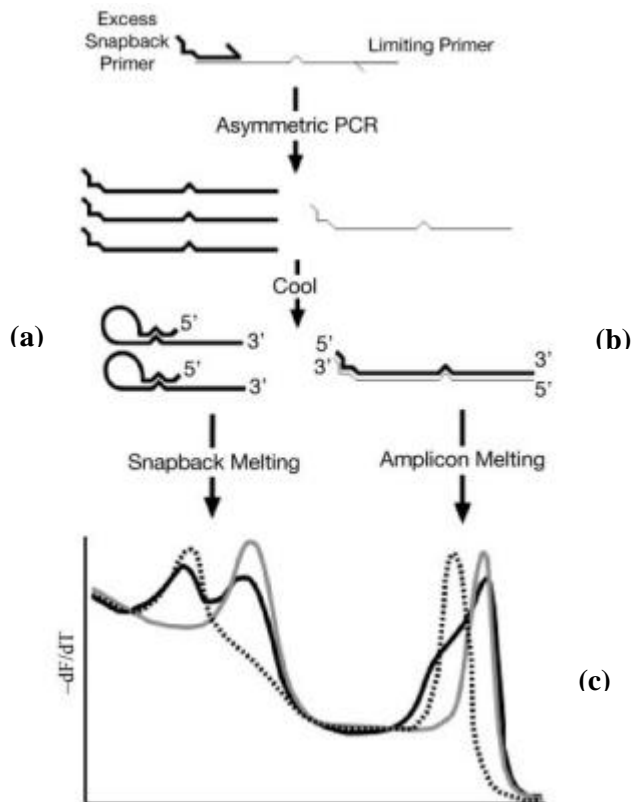 Excess
Snapback
Primer
Limiting Primer
Asymmetric PCR
Cool
(a)
5'
3'
5'
3'
(b)
5'
3'
3'
5'
Snapback Melting
Amplicon Melting
-dF/dT
(c)